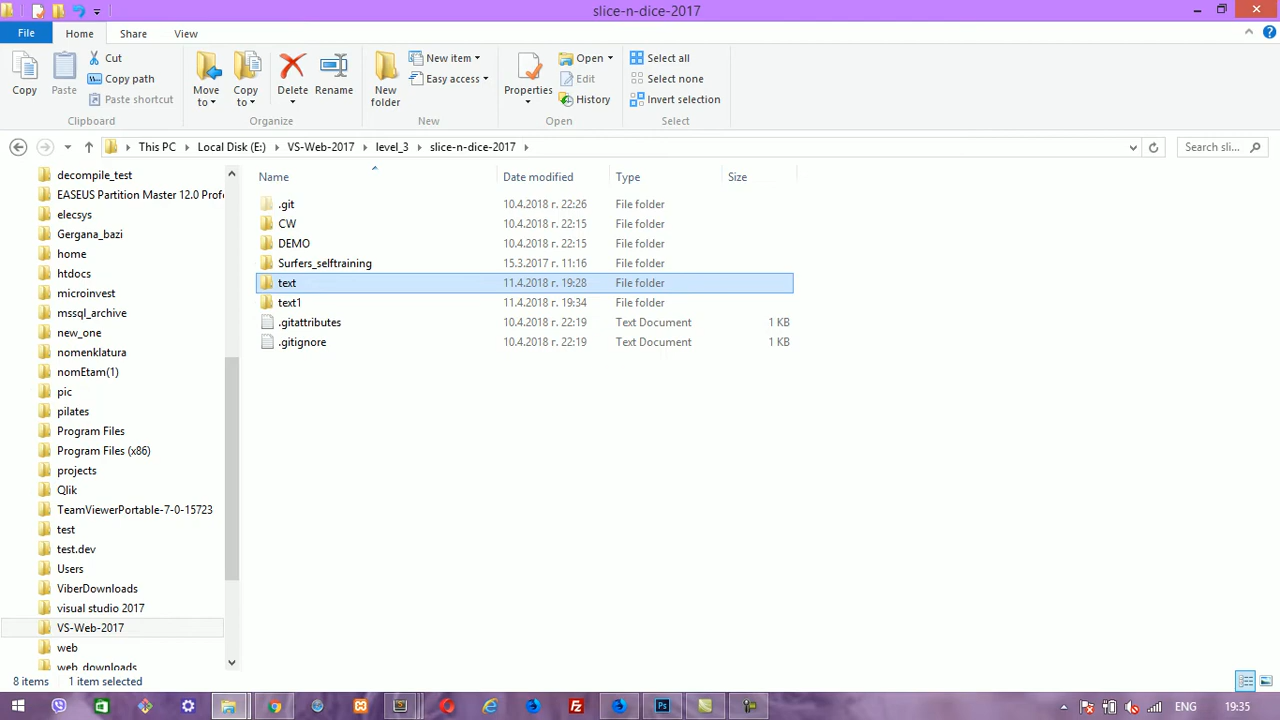 slice-n-dice-2017
File Home Share View
Cut
Copy path
Paste shortcut
Copy Paste
Clipboard
Move to Copy to Delete Rename
Organize
New folder
New item
Easy access
New
Properties
Open
Edit
History
Open
Select all
Select none
Invert selection
Select
This PC Local Disk (E:) VS-Web-2017 level_3 slice-n-dice-2017 Search sli...
decompile_test
EASEUS Partition Master 12.0 Prof
elecsys
Gergana_bazi
home
htdocs
microinvest
mssql_archive
new_one
nomenklatura
nomEtam(1)
pic
pilates
Program Files
Program Files (x86)
projects
Qlik
TeamViewerPortable-7-0-15723
test
test.dev
Users
ViberDownloads
visual studio 2017
VS-Web-2017
web
web_downloads
Name Date modified Type Size
.git 10.4.2018 г. 22:26 File folder
CW 10.4.2018 г. 22:15 File folder
DEMO 10.4.2018 г. 22:15 File folder
Surfers_selftraining 15.3.2017 г. 11:16 File folder
text 11.4.2018 г. 19:28 File folder
text1 11.4.2018 г. 19:34 File folder
.gitattributes 10.4.2018 г. 22:19 Text Document 1 KB
.gitignore 10.4.2018 г. 22:19 Text Document 1 KB
8 items 1 item selected
ENG 19:35